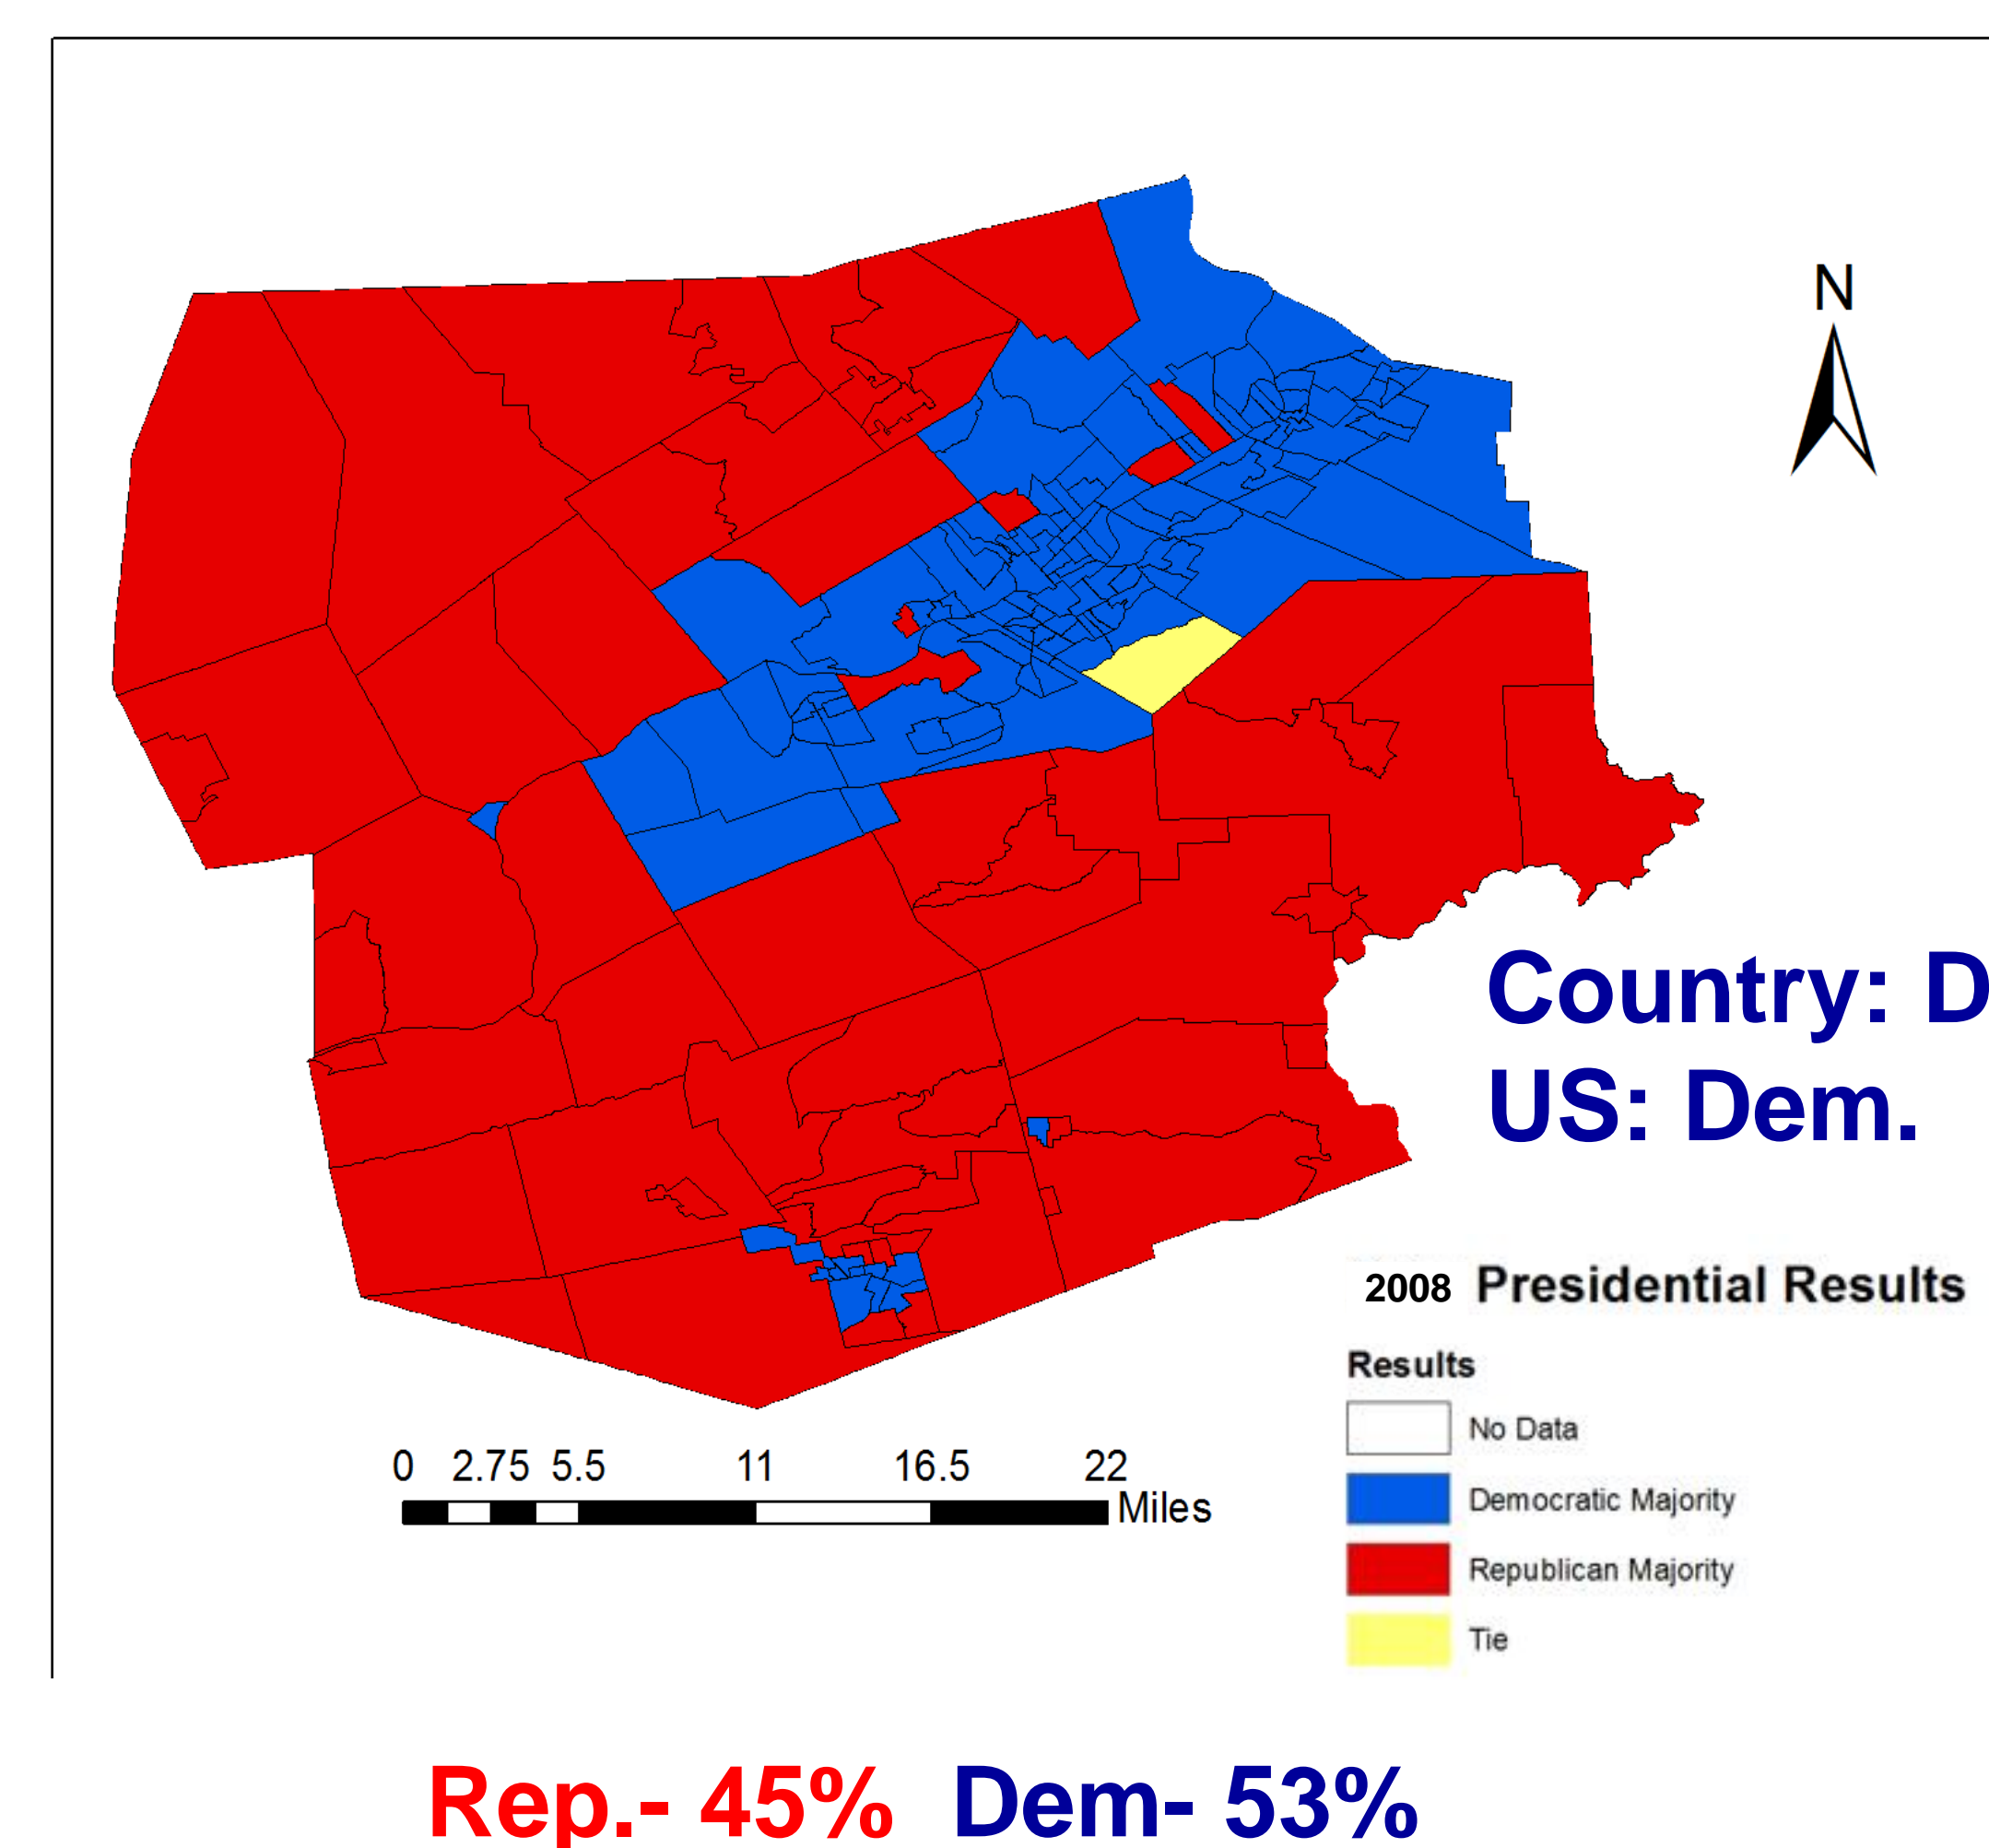 N
Country: D
US: Dem.
2008 Presidential Results
Results
No Data
Democratic Majority
Republican Majority
Tie
0 2.75 5.5 11 16.5 22
Miles
Rep.- 45% Dem- 53%